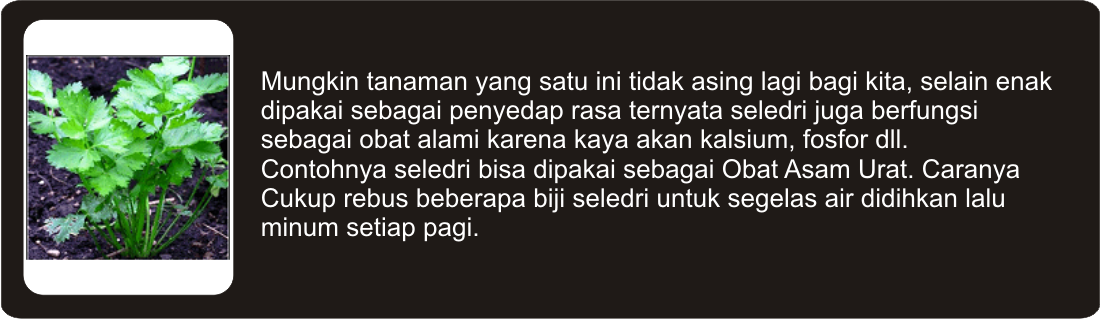 Mungkin tanaman yang satu ini tidak asing lagi bagi kita, selain enak
dipakai sebagai penyedap rasa ternyata seledri juga berfungsi
sebagai obat alami karena kaya akan kalsium, fosfor dll.
Contohnya seledri bisa dipakai sebagai Obat Asam Urat. Caranya
Cukup rebus beberapa biji seledri untuk segelas air didihkan lalu
minum setiap pagi.